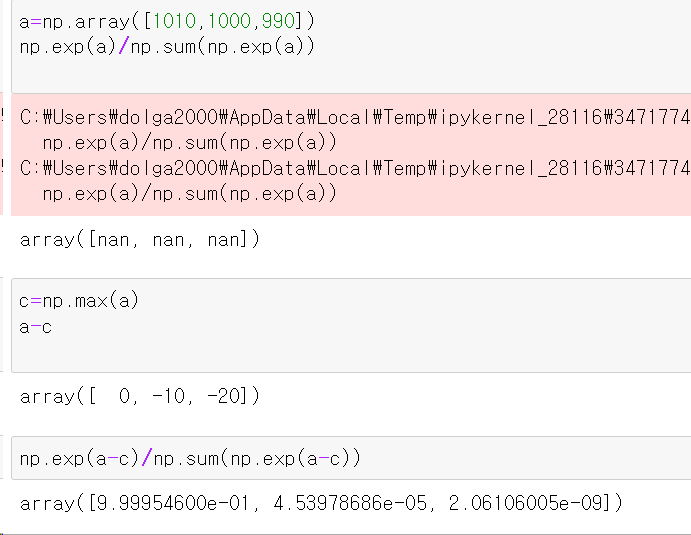 a=np.array([1010,1000,990])
np.exp(a)/np.sum(np.exp(a))
C:₩Users₩dolga2000₩AppData₩Local₩Temp₩ipykernel_28116₩3471774
np.exp(a)/np.sum(np.exp(a))
C:₩Users₩dolga2000₩AppData₩Local₩Temp₩ipykernel_28116₩3471774
np.exp(a)/np.sum(np.exp(a))
array([nan, nan, nan])
c=np.max(a)
a-c
array([  0, -10, -20])
np.exp(a-c)/np.sum(np.exp(a-c))
array([9.99954600e-01, 4.53978686e-05, 2.06106005e-09])